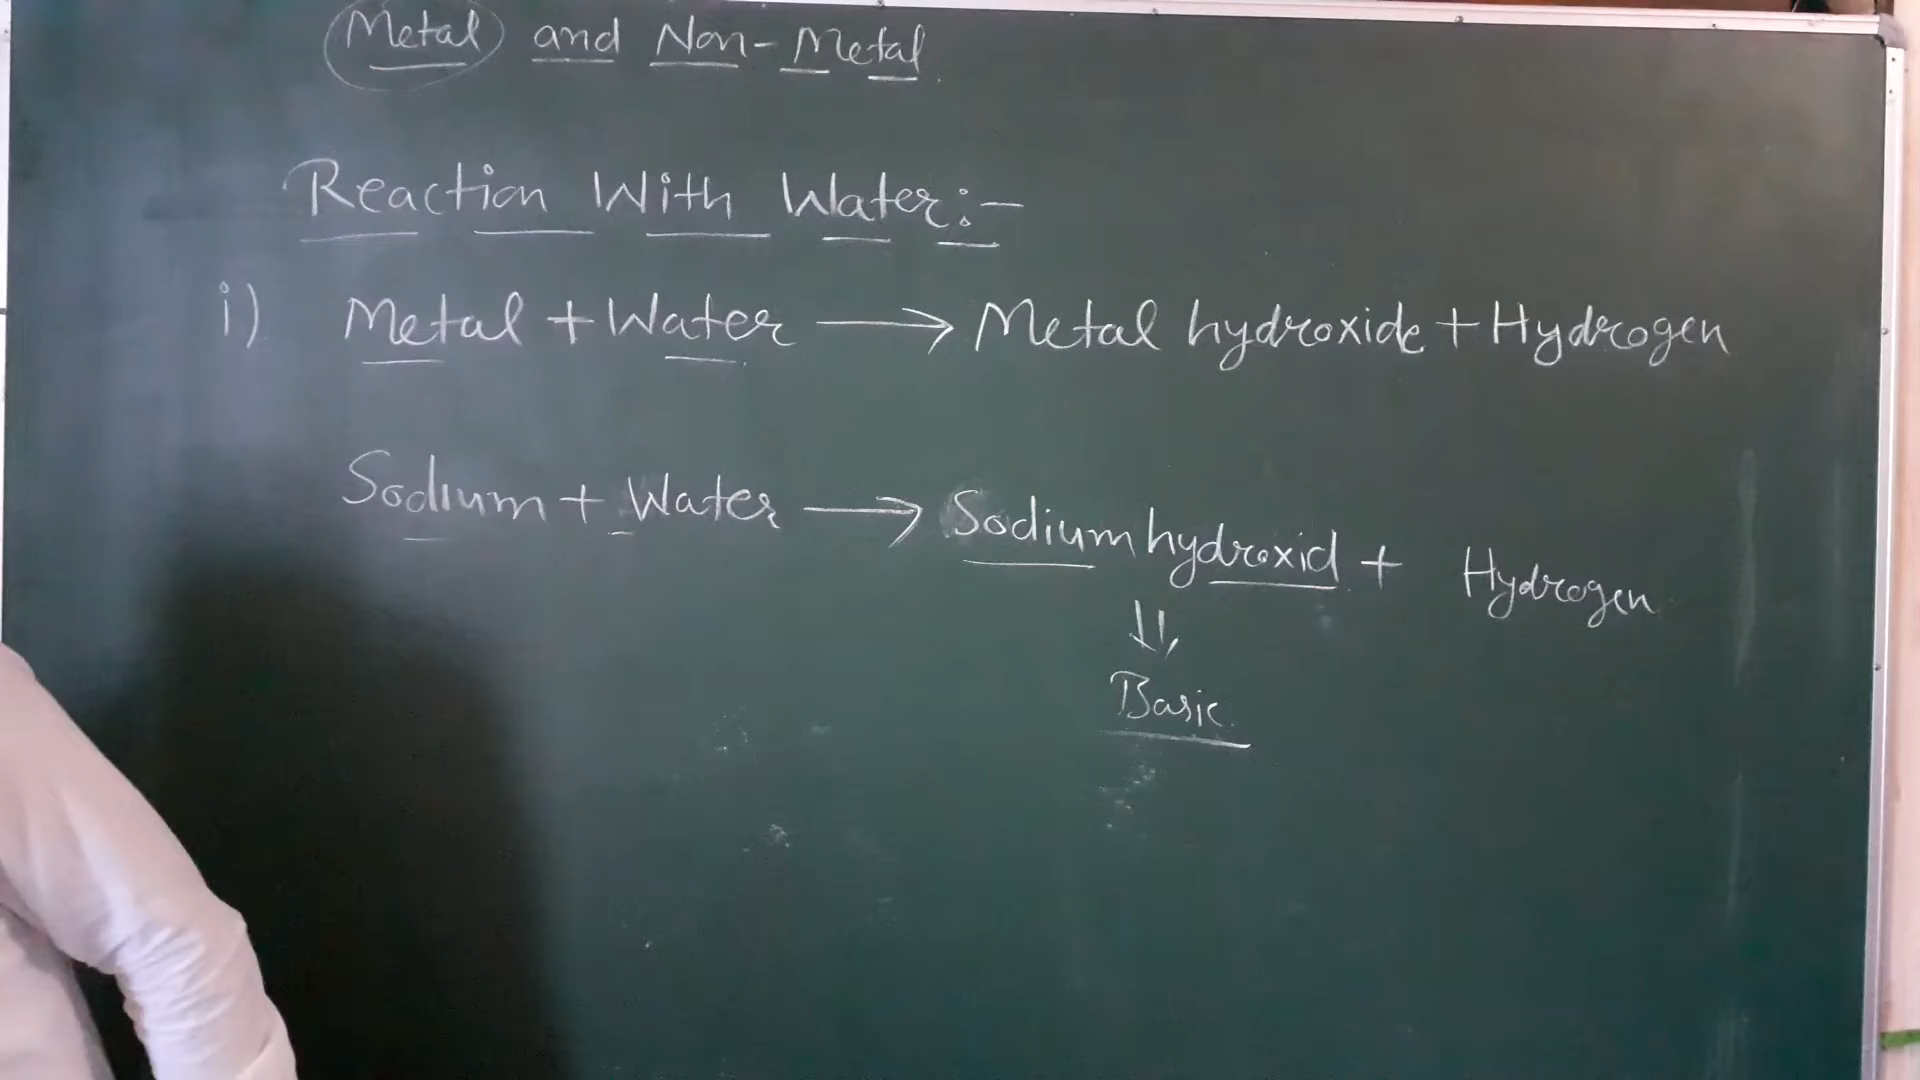 Metal and Non-Metal
Reaction With Water:-
i) Metal + Water → Metal hydroxide + Hydrogen
Sodium + Water → Sodium hydroxid + Hydrogen
⇓
Basic